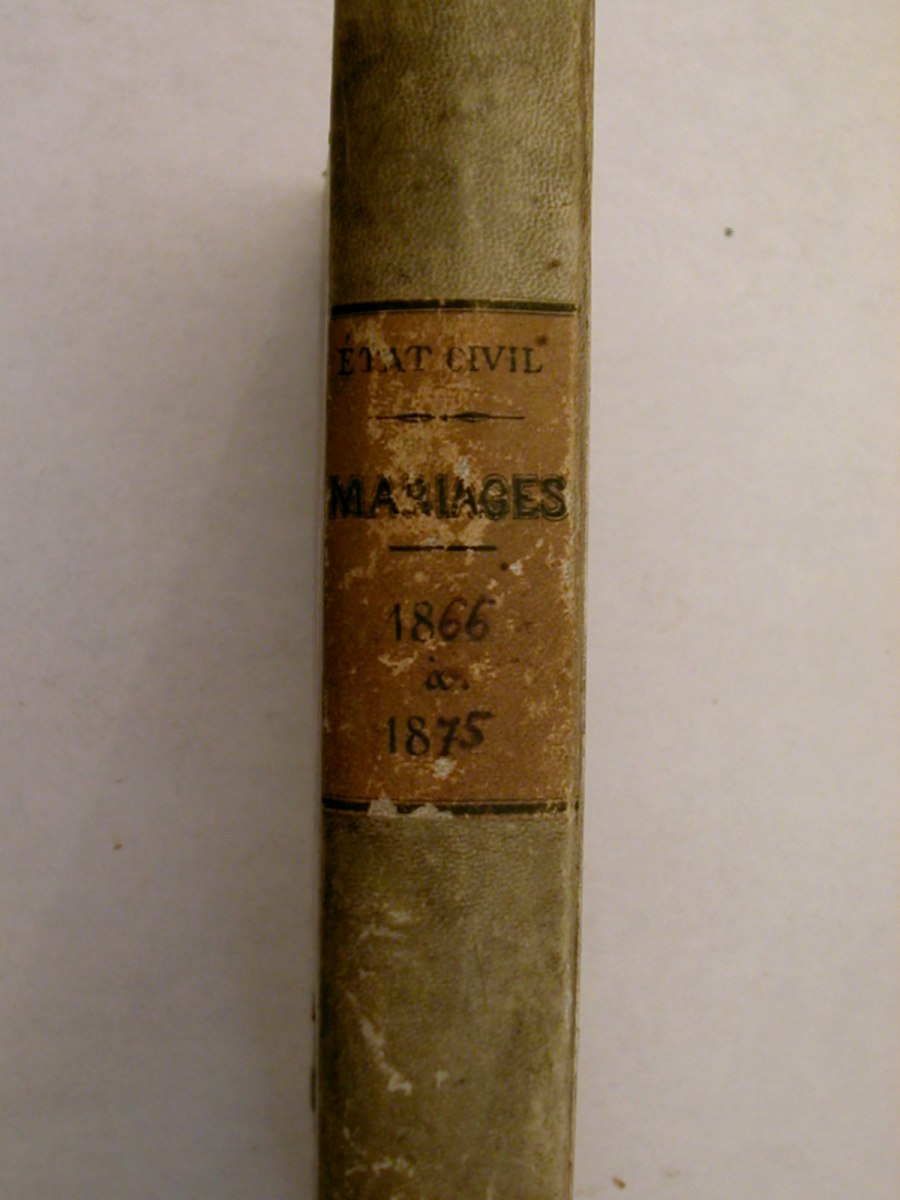 ÉTAT CIVIL
MARIAGES
1866
à
1875